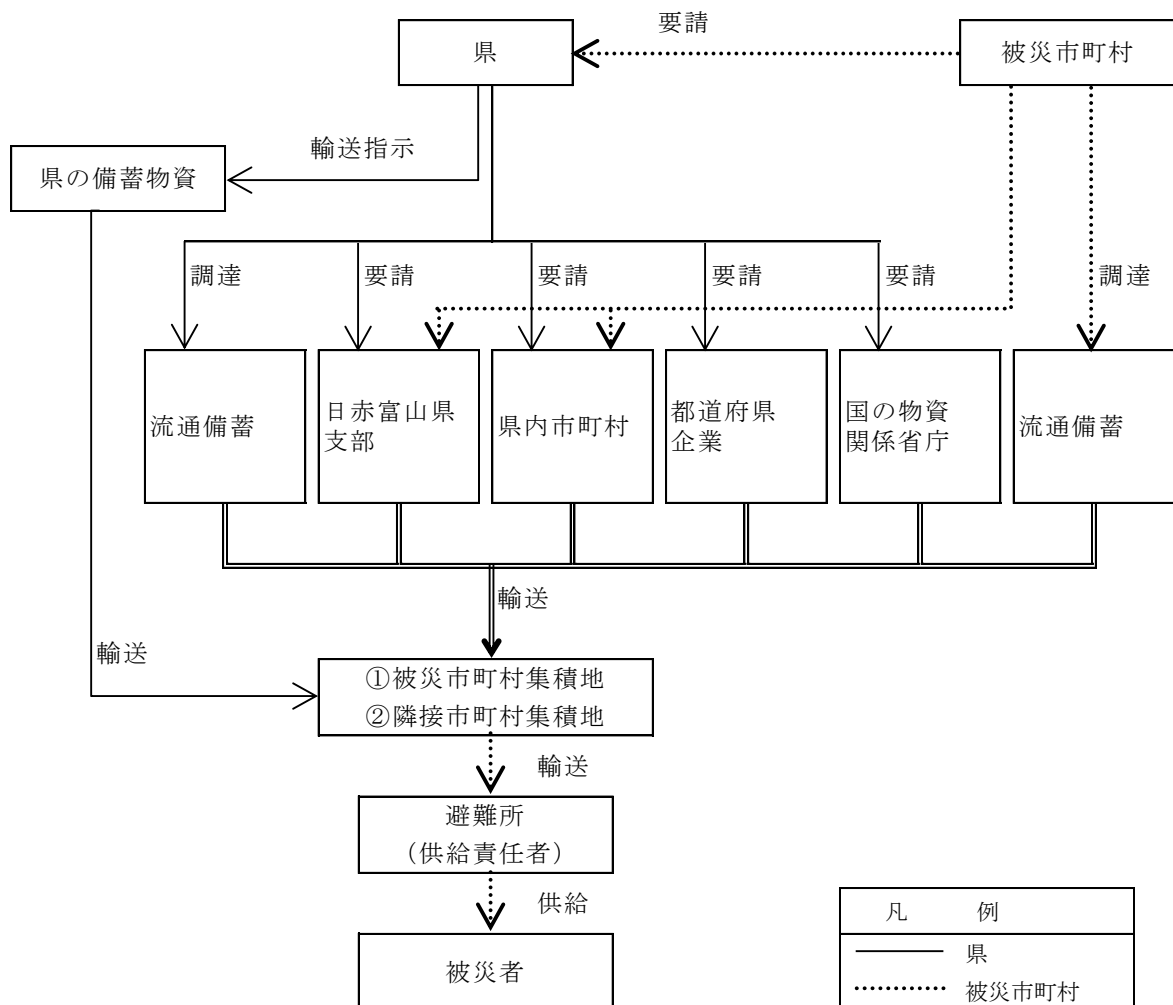 要請
県
被災市町村
輸送指示
県の備蓄物資
調達
要請
要請
要請
要請
調達
流通備蓄
日赤富山県
支部
県内市町村
都道府県
企業
国の物資
関係省庁
流通備蓄
輸送
輸送
①被災市町村集積地
②隣接市町村集積地
輸送
避難所
(供給責任者)
供給
被災者
凡　例
県
被災市町村